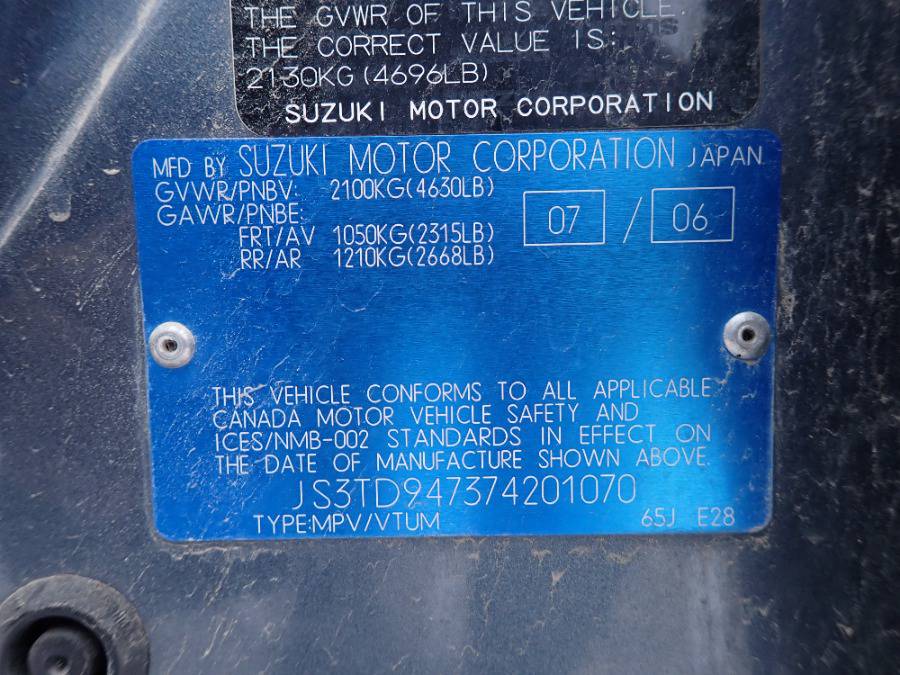 THE GVWR OF THIS VEHICLE.
THE CORRECT VALUE IS:
2130KG(4696LB)
SUZUKI MOTOR CORPORATION
MFD BY SUZUKI MOTOR CORPORATION JAPAN
GVWR/PNBV: 2100KG(4630LB)
GAWR/PNBE:
07 / 06
FRT/AV 1050KG(2315LB)
RR/AR 1210KG(2668LB)
THIS VEHICLE CONFORMS TO ALL APPLICABLE
CANADA MOTOR VEHICLE SAFETY AND
ICES/NMB-002 STANDARDS IN EFFECT ON
THE DATE OF MANUFACTURE SHOWN ABOVE.
JS3TD947374201070
TYPE:MPV/VTUM 65J E28